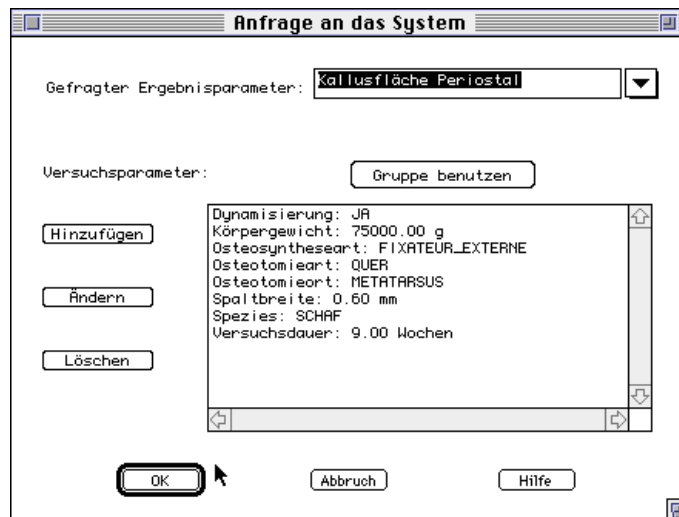 Anfrage an das System
Gefragter Ergebnisparameter: Kallusfläche Periostal
Versuchsparameter: Gruppe benutzen
Hinzufügen
Ändern
Löschen
Dynamisierung: JA
Körpergewicht: 75000.00 g
Osteosyntheseart: FIXATEUR_EXTERNE
Osteotomieart: QUER
Osteotomieort: METATARSUS
Spaltbreite: 0.60 mm
Spezies: SCHAF
Versuchsdauer: 9.00 Wochen
OK Abbruch Hilfe